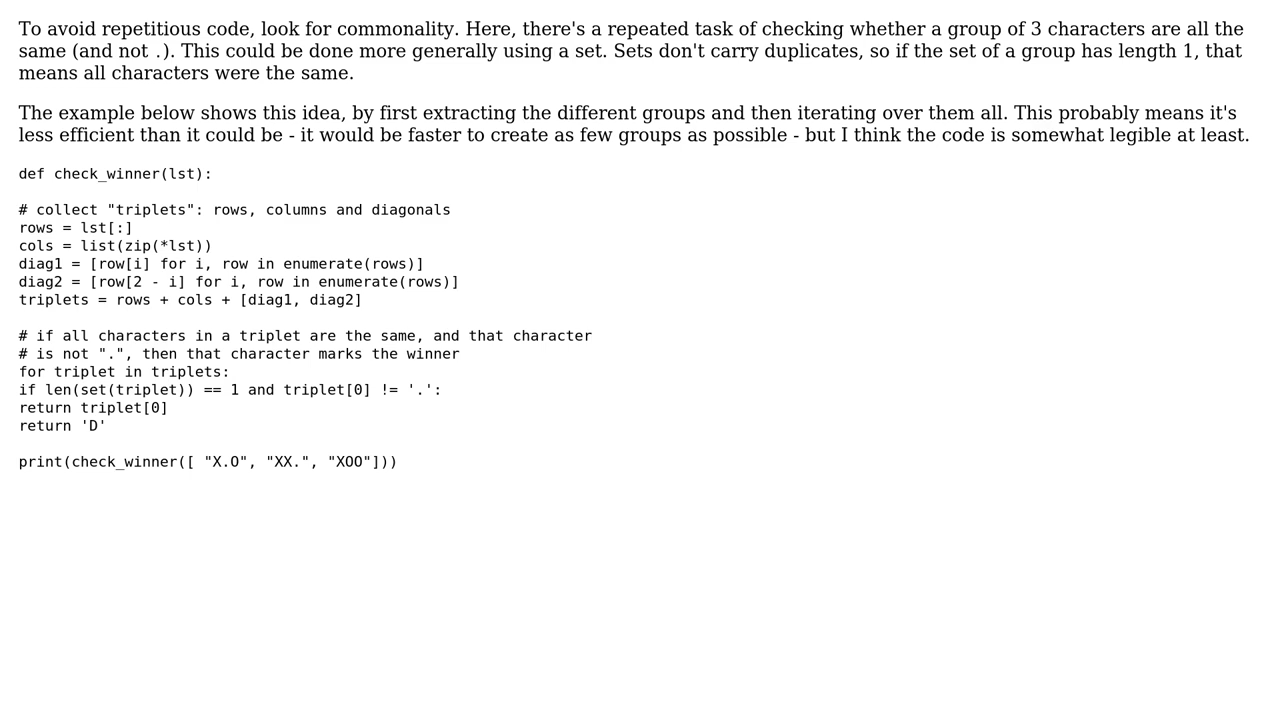 To avoid repetitious code, look for commonality. Here, there's a repeated task of checking whether a group of 3 characters are all the
same (and not .). This could be done more generally using a set. Sets don't carry duplicates, so if the set of a group has length 1, that
means all characters were the same.
The example below shows this idea, by first extracting the different groups and then iterating over them all. This probably means it's
less efficient than it could be - it would be faster to create as few groups as possible - but I think the code is somewhat legible at least.
def check_winner(lst):
# collect "triplets": rows, columns and diagonals
rows = lst[:]
cols = list(zip(*lst))
diag1 = [row[i] for i, row in enumerate(rows)]
diag2 = [row[2 - i] for i, row in enumerate(rows)]
triplets = rows + cols + [diag1, diag2]
# if all characters in a triplet are the same, and that character
# is not ".", then that character marks the winner
for triplet in triplets:
if len(set(triplet)) == 1 and triplet[0] != '.':
return triplet[0]
return 'D'
print(check_winner([ "X.O", "XX.", "XOO"]))